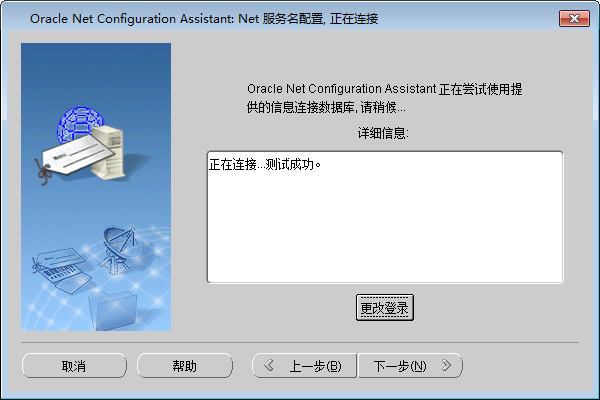 Oracle Net Configuration Assistant: Net 服务名配置, 正在连接
Oracle Net Configuration Assistant 正在尝试使用提
供的信息连接数据库, 请稍候...
详细信息:
正在连接...测试成功。
更改登录
取消
帮助
上一步(B)
下一步(N)